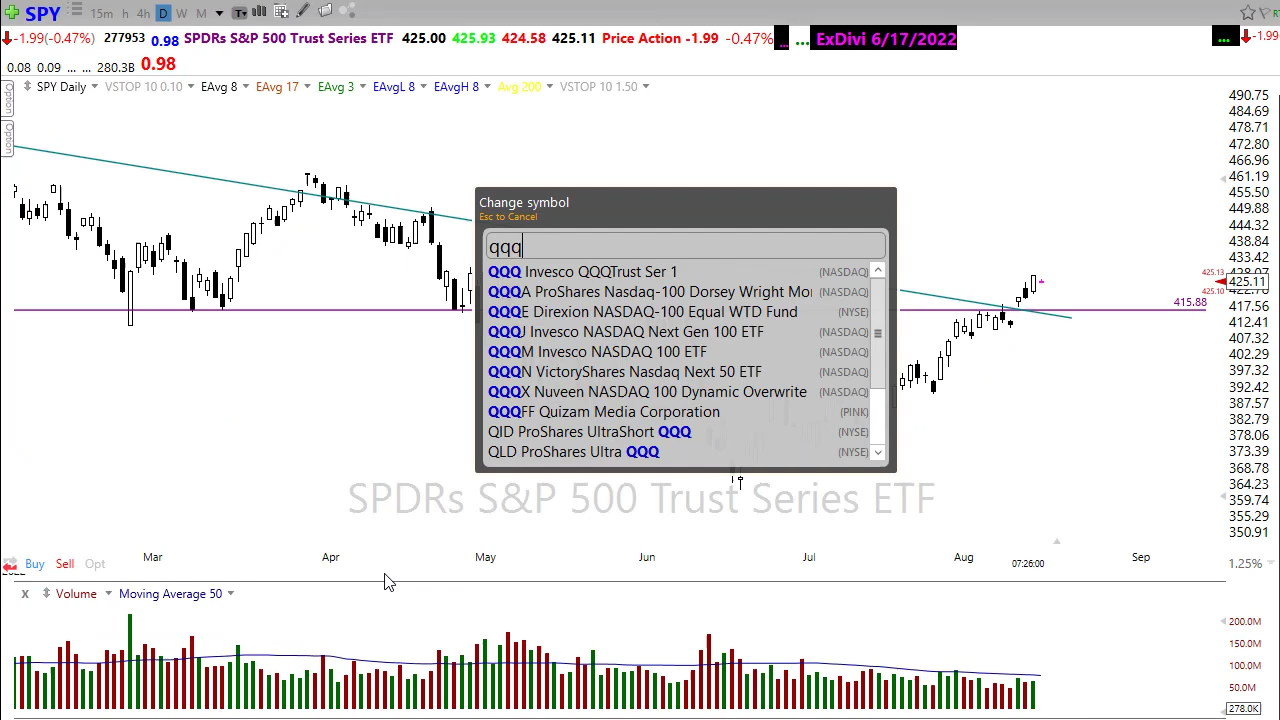 SPY 15m 1h 4h D W M T
-1.99(-0.47%) 277953 0.98 SPDRs S&P 500 Trust Series ETF 425.00 425.93 424.58 425.11 Price Action -1.99 -0.47% ... ... ExDivi 6/17/2022 ... -1.99
0.08 0.09 ... ... 280.3B 0.98
SPY Daily VSTOP 10 0.10 EAvg 8 EAvg 17 EAvg 3 EAvgL 8 EAvgH 8 Avg 200 VSTOP 10 1.50
Option
Option
490.75
484.69
478.71
472.80
466.96
461.19
455.50
449.88
444.32
438.84
433.42
425.13
425.11
425.10
415.88
417.56
412.41
407.32
402.29
397.32
392.42
387.57
382.79
378.06
373.39
368.78
364.23
359.74
355.29
350.91
Change symbol
Esc to Cancel
qqq
QQQ Invesco QQQTrust Ser 1 (NASDAQ)
QQQA ProShares Nasdaq-100 Dorsey Wright Mo (NASDAQ)
QQQE Direxion NASDAQ-100 Equal WTD Fund (NYSE)
QQQJ Invesco NASDAQ Next Gen 100 ETF (NASDAQ)
QQQM Invesco NASDAQ 100 ETF (NASDAQ)
QQQN VictoryShares Nasdaq Next 50 ETF (NASDAQ)
QQQX Nuveen NASDAQ 100 Dynamic Overwrite (NASDAQ)
QQQFF Quizam Media Corporation (PINK)
QID ProShares UltraShort QQQ (NYSE)
QLD ProShares Ultra QQQ (NYSE)
SPDRs S&P 500 Trust Series ETF
Mar Apr May Jun Jul Aug Sep
Buy Sell Opt 07:26:00 1.25%
x Volume Moving Average 50
200.0M
150.0M
100.0M
50.0M
278.0K